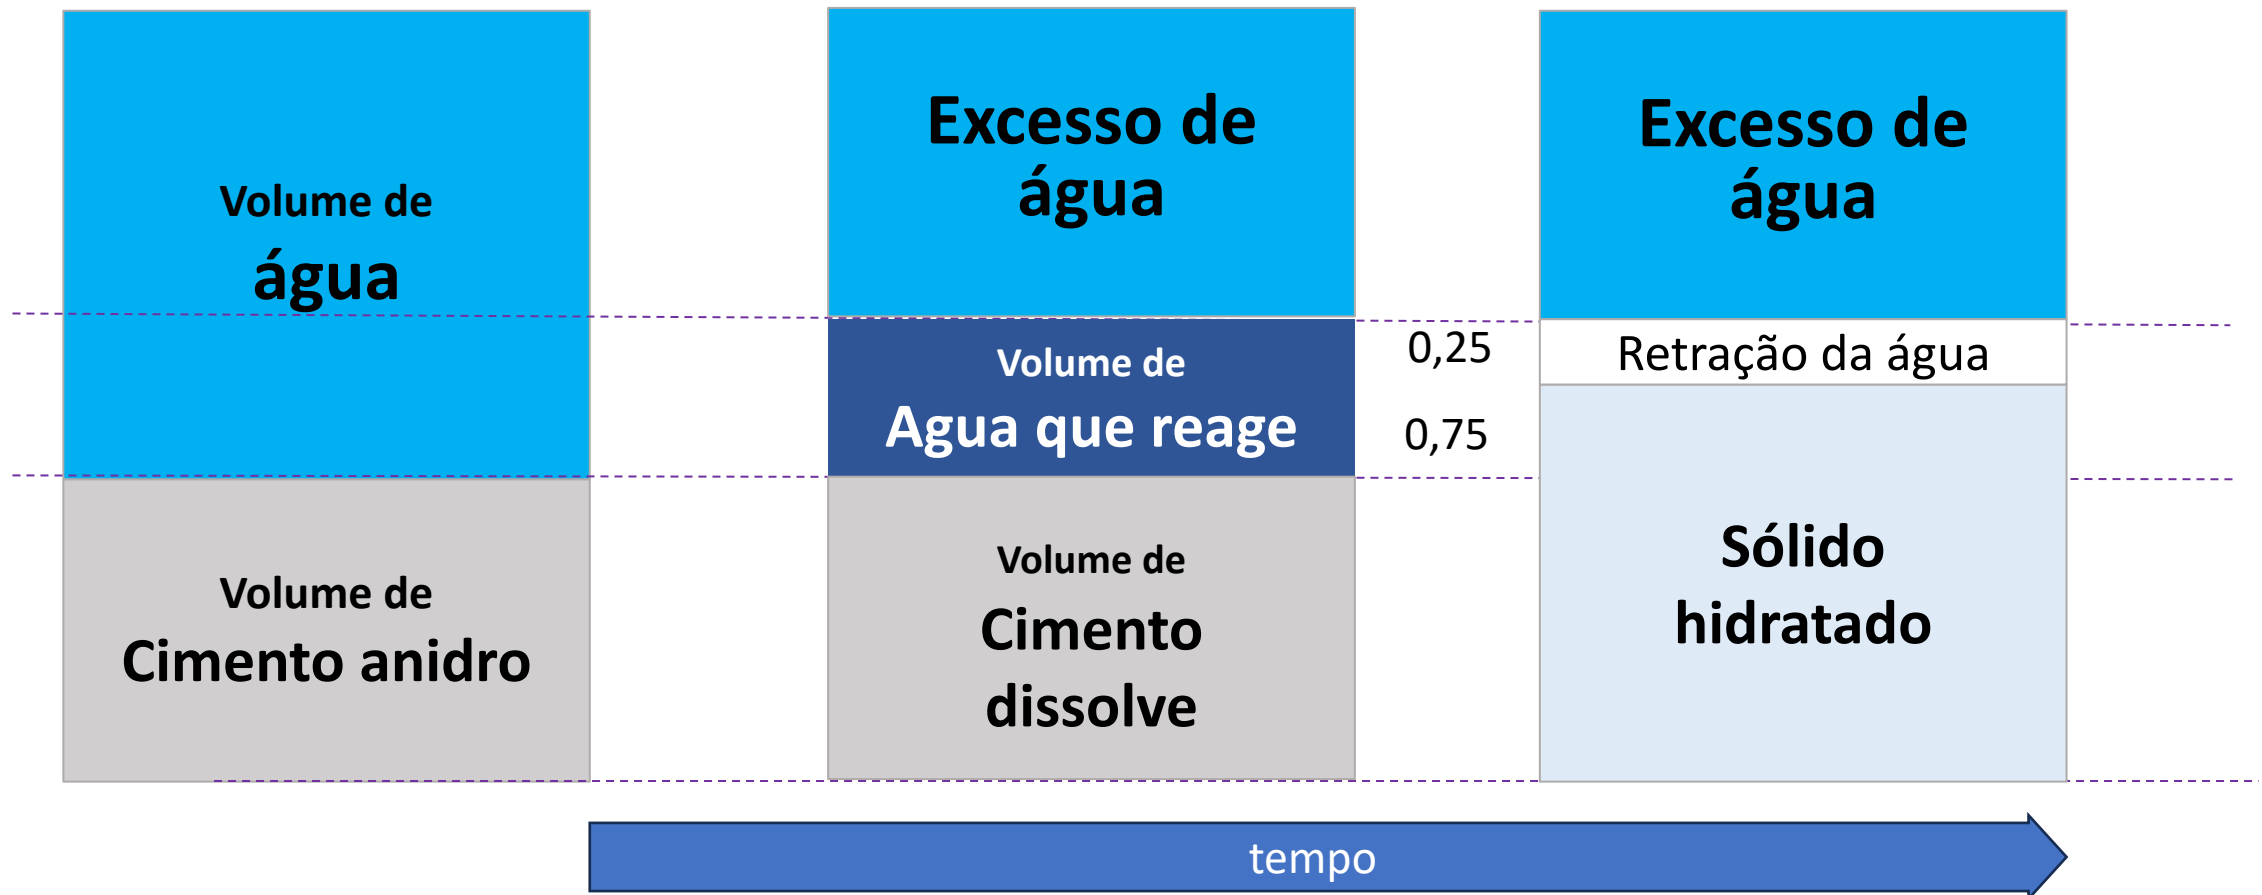 Volume de
água
Volume de
Cimento anidro
Excesso de
água
Volume de
Agua que reage
Volume de
Cimento
dissolve
0,25
0,75
Excesso de
água
Retração da água
Sólido
hidratado
tempo